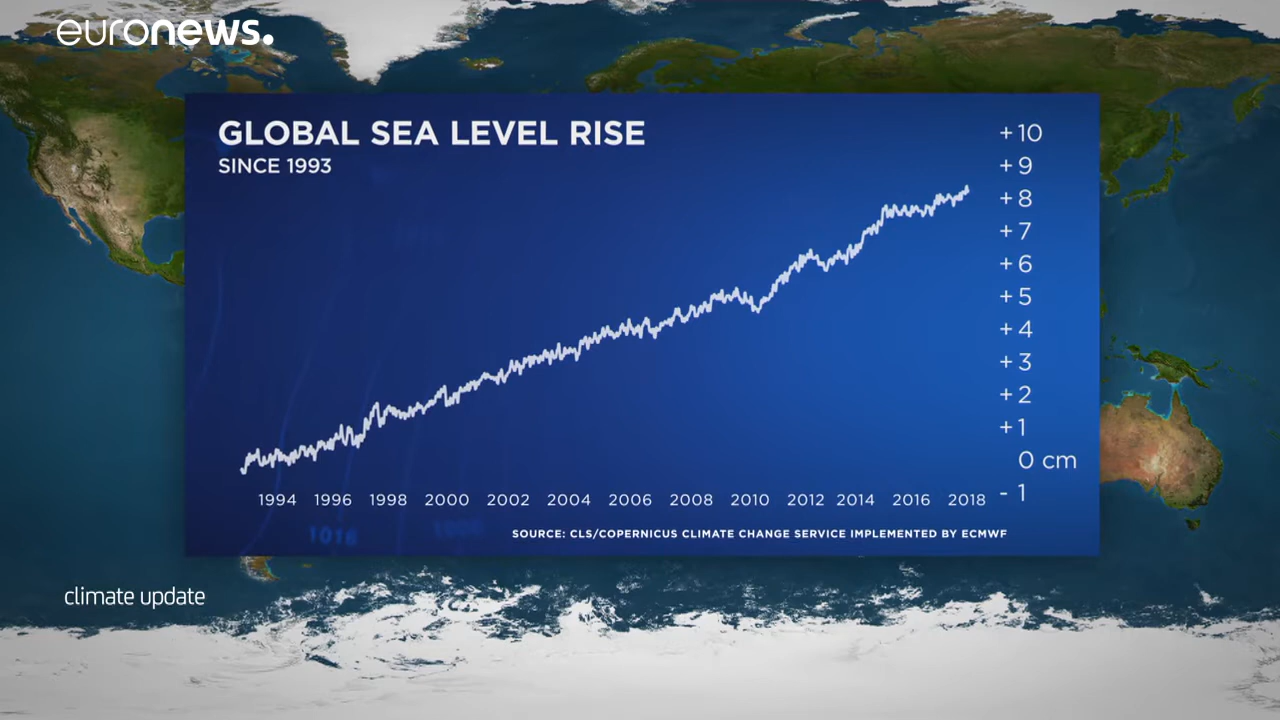 euronews.
GLOBAL SEA LEVEL RISE
SINCE 1993
+ 10
+ 9
+ 8
+ 7
+ 6
+ 5
+ 4
+ 3
+ 2
+ 1
0 cm
- 1
1994 1996 1998 2000 2002 2004 2006 2008 2010 2012 2014 2016 2018
1016
SOURCE: CLS/COPERNICUS CLIMATE CHANGE SERVICE IMPLEMENTED BY ECMWF
climate update